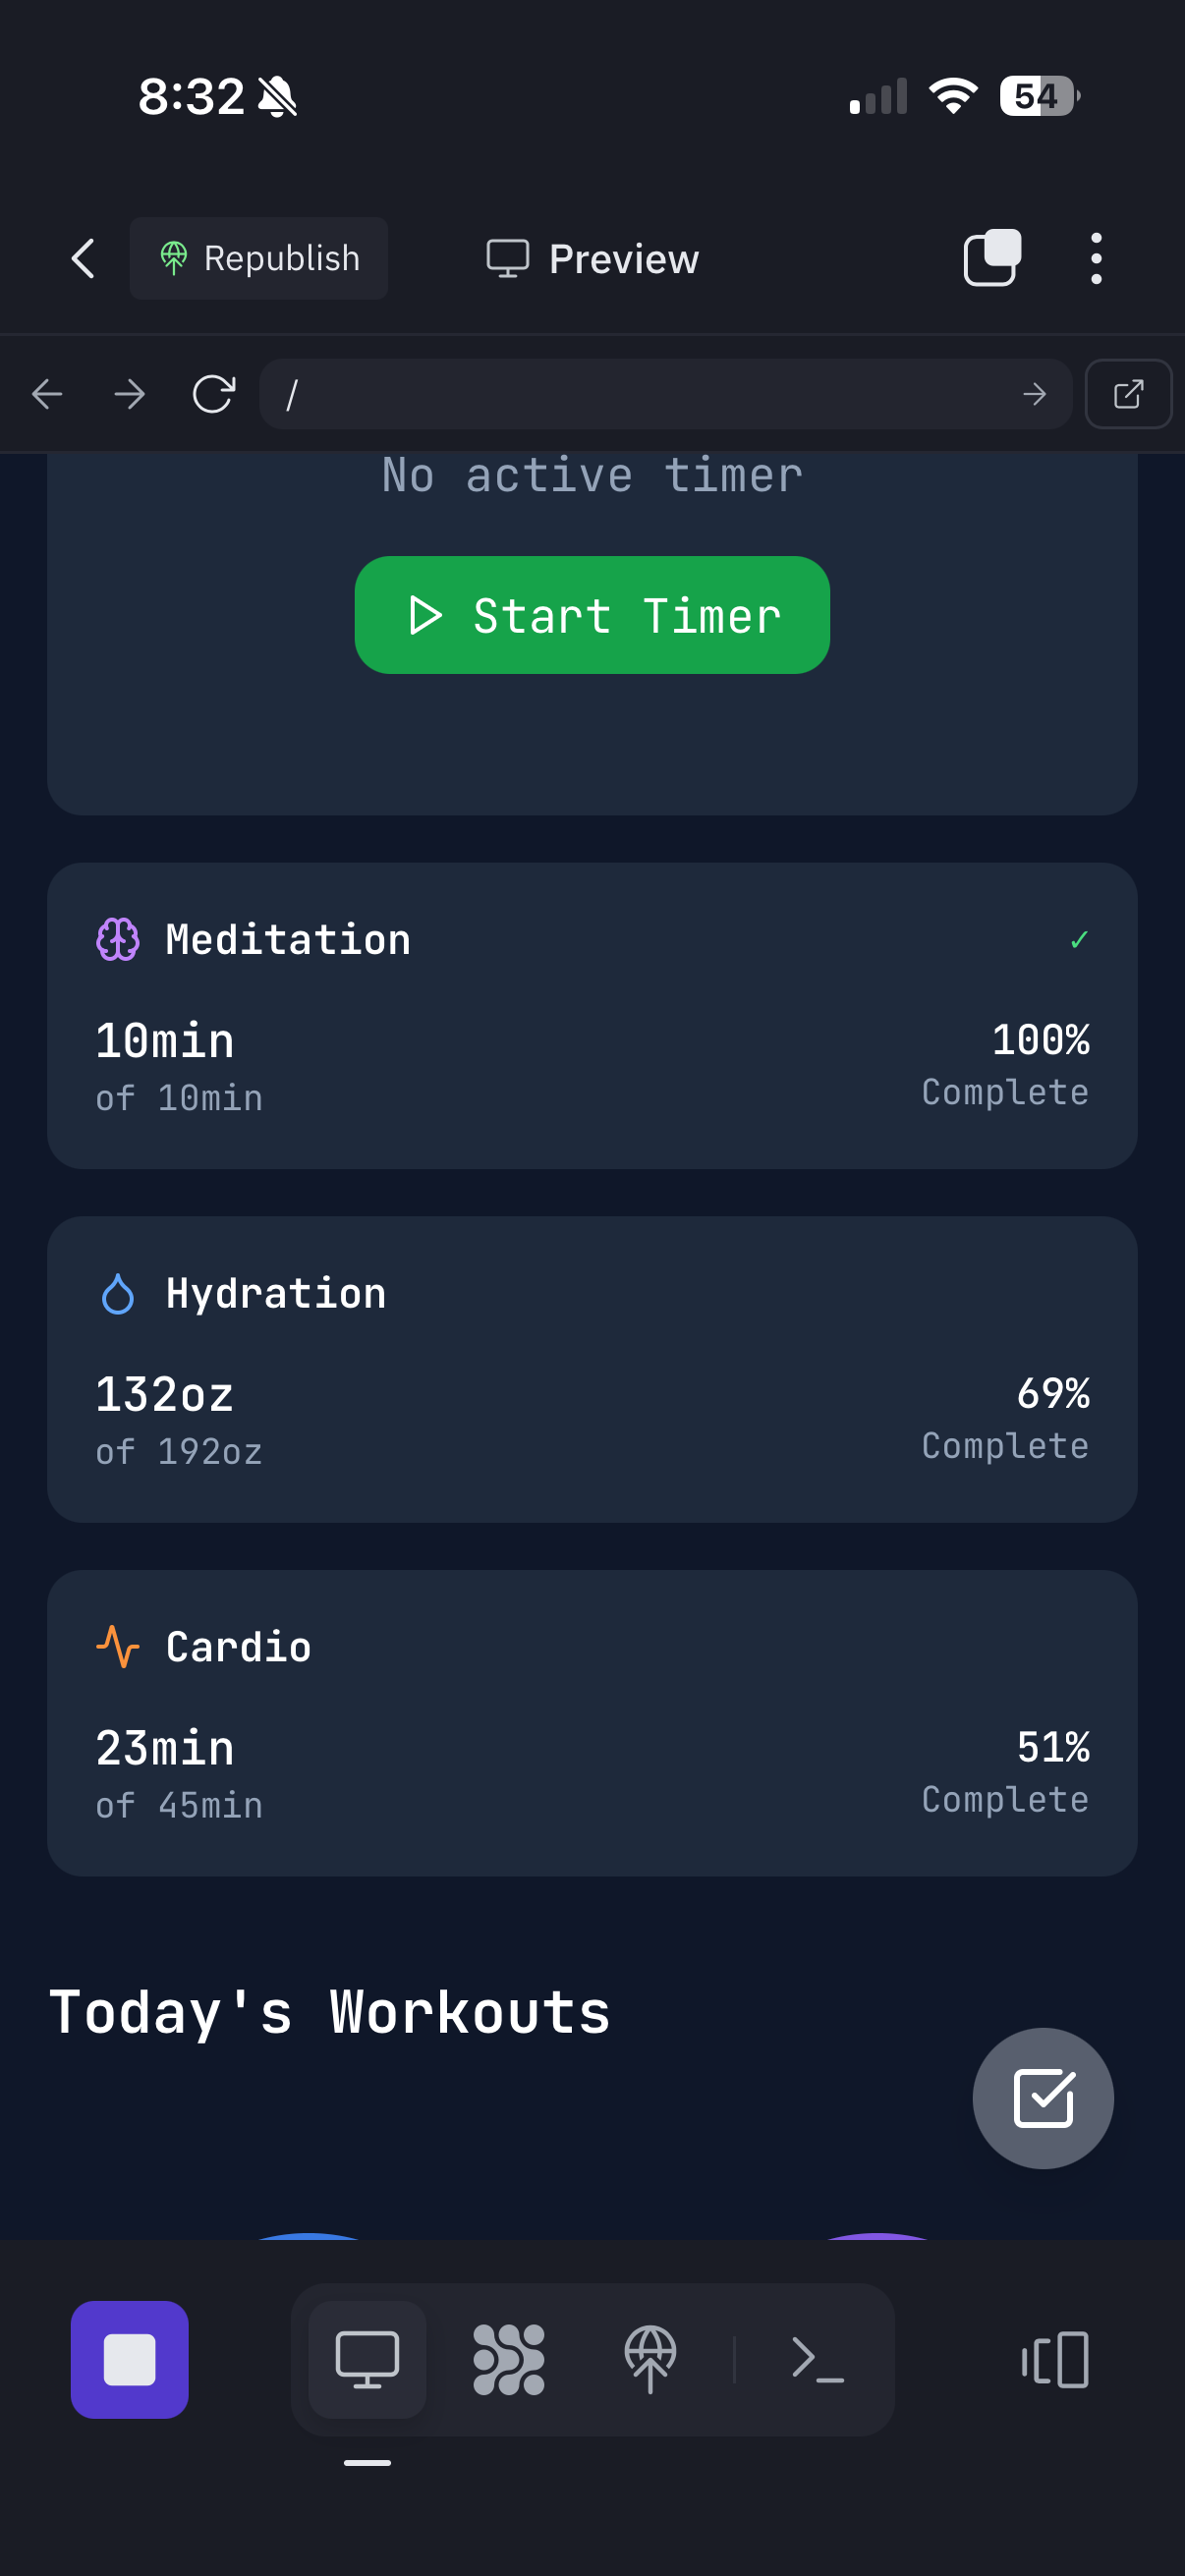 8:32
54
Republish
Preview
/
No active timer
Start Timer
Meditation
✓
10min
100%
of 10min
Complete
Hydration
132oz
69%
of 192oz
Complete
Cardio
23min
51%
of 45min
Complete
Today's Workouts